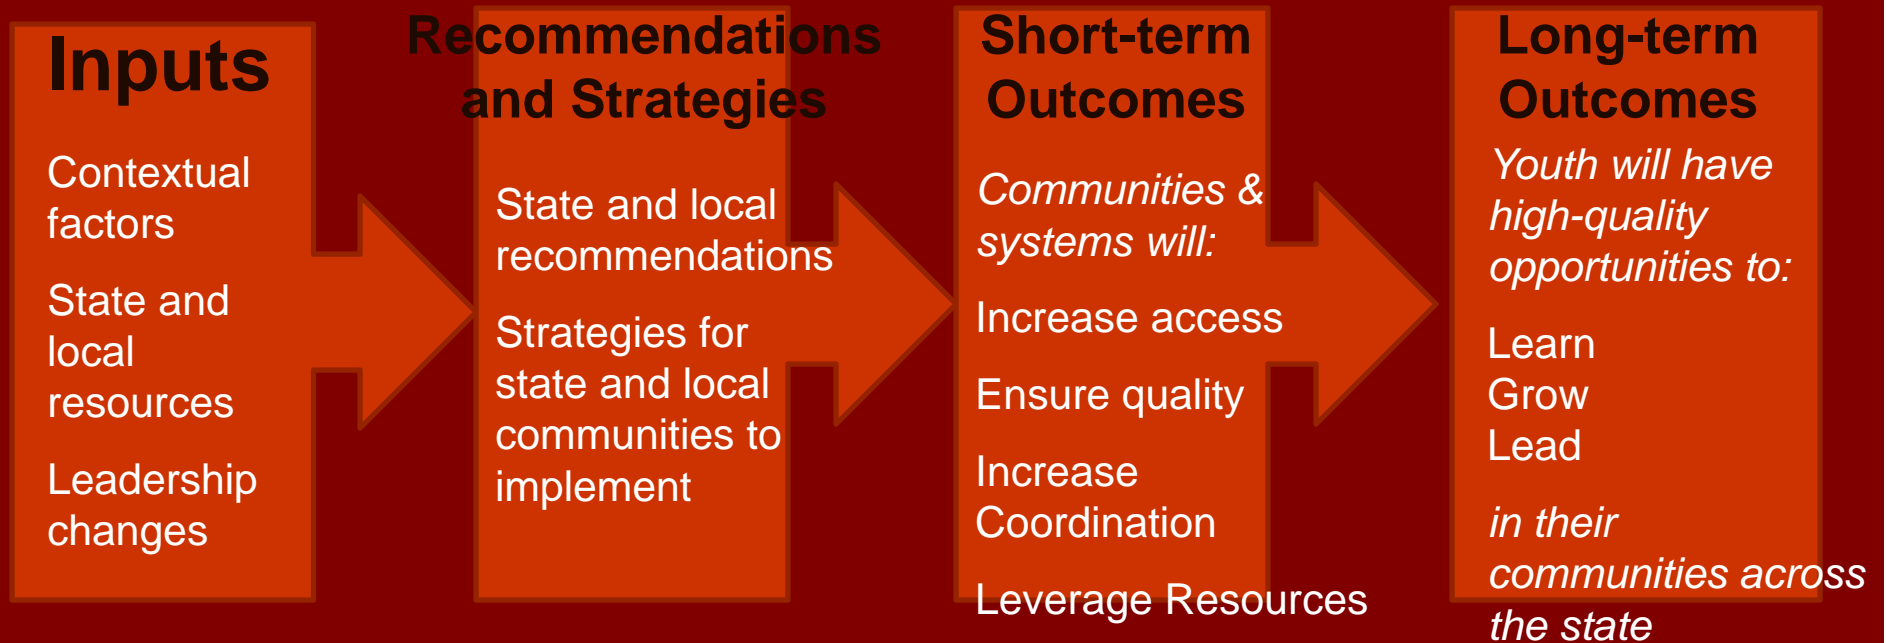 Inputs
Contextual
factors
State and
local
resources
Leadership
changes
Recommendations
and Strategies
State and local
recommendations
Strategies for
state and local
communities to
implement
Short-term
Outcomes
Communities &
systems will:
Increase access
Ensure quality
Increase
Coordination
Leverage Resources
Long-term
Outcomes
Youth will have
high-quality
opportunities to:
Learn
Grow
Lead
in their
communities across
the state